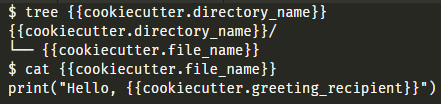 $ tree {{cookiecutter.directory_name}}
{{cookiecutter.directory_name}}/
└── {{cookiecutter.file_name}}
$ cat {{cookiecutter.file_name}}
print("Hello, {{cookiecutter.greeting_recipient}}")